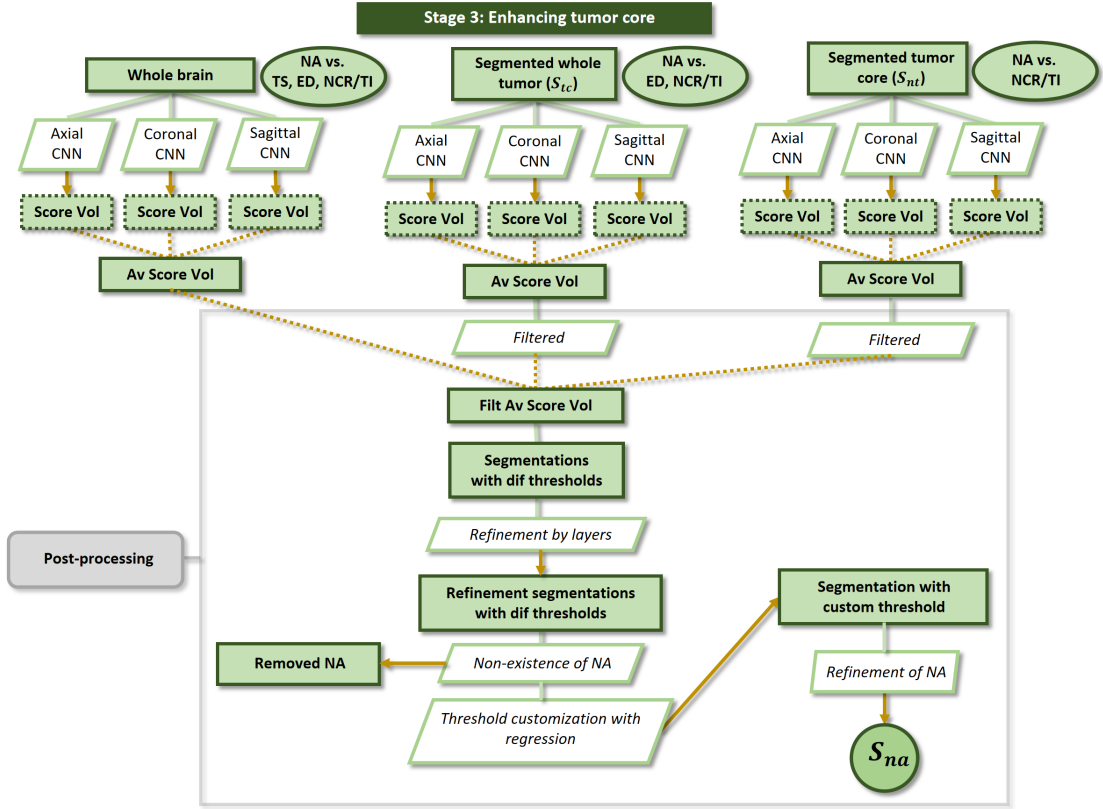 Stage 3: Enhancing tumor core
Whole brain
NA vs.
TS, ED, NCR/TI
Segmented whole
tumor (S_tc)
NA vs.
ED, NCR/TI
Segmented tumor
core (S_nt)
NA vs.
NCR/TI
Axial
CNN
Coronal
CNN
Sagittal
CNN
Axial
CNN
Coronal
CNN
Sagittal
CNN
Axial
CNN
Coronal
CNN
Sagittal
CNN
Score Vol
Score Vol
Score Vol
Score Vol
Score Vol
Score Vol
Score Vol
Score Vol
Score Vol
Av Score Vol
Av Score Vol
Av Score Vol
Filtered
Filtered
Filt Av Score Vol
Segmentations
with dif thresholds
Refinement by layers
Post-processing
Refinement segmentations
with dif thresholds
Segmentation with
custom threshold
Removed NA
Non-existence of NA
Refinement of NA
Threshold customization with
regression
S_na